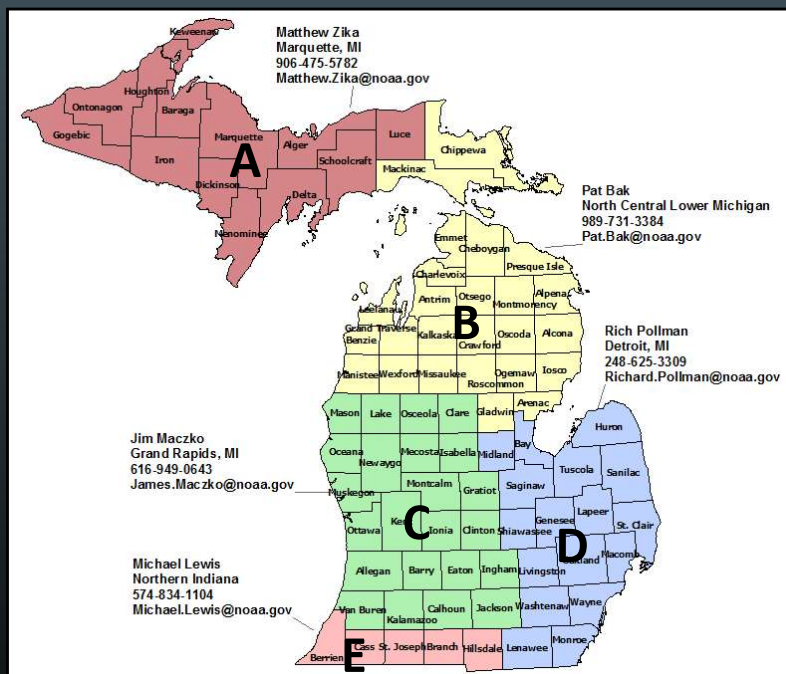 Keweenaw
Matthew Zika
Marquette, MI
906-475-5782
Matthew.Zika@noaa.gov
Houghton
Ontonagon
Baraga
Gogebic
Marquette
Alger
Luce
Chippewa
Iron
A
Schoolcraft
Mackinac
Dickinson
Delta
Menominee
Pat Bak
North Central Lower Michigan
989-731-3384
Pat.Bak@noaa.gov
Emmet
Cheboygan
Presque Isle
Charlevoix
Antrim
Otsego
Montmorency
Alpena
Leelanau
Grand Traverse
Benzie
Kalkaska
B
Crawford
Oscoda
Alcona
Manistee
Wexford
Missaukee
Roscommon
Ogemaw
Iosco
Rich Pollman
Detroit, MI
248-625-3309
Richard.Pollman@noaa.gov
Mason
Lake
Osceola
Clare
Gladwin
Arenac
Huron
Jim Maczko
Grand Rapids, MI
616-949-0643
James.Maczko@noaa.gov
Oceana
Newaygo
Mecosta
Isabella
Midland
Bay
Tuscola
Sanilac
Muskegon
Montcalm
Gratiot
Saginaw
Ottawa
Kent
C
Ionia
Clinton
Shiawassee
Genesee
Lapeer
St. Clair
D
Michael Lewis
Northern Indiana
574-834-1104
Michael.Lewis@noaa.gov
Allegan
Barry
Eaton
Ingham
Livingston
Oakland
Macomb
Van Buren
Kalamazoo
Calhoun
Jackson
Washtenaw
Wayne
Berrien
E
Cass
St. Joseph
Branch
Hillsdale
Lenawee
Monroe